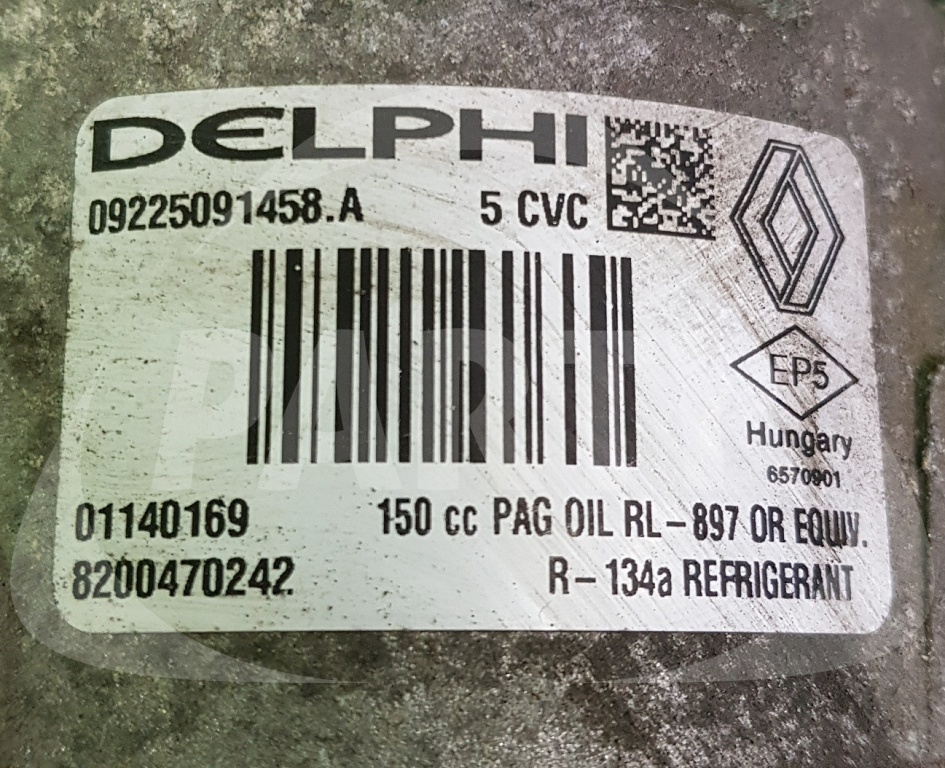 DELPHI
09225091458.A 5 CVC
EP5
Hungary
6570901
01140169 150 cc PAG OIL RL-897 OR EQUIV.
8200470242 R-134a REFRIGERANT
PART